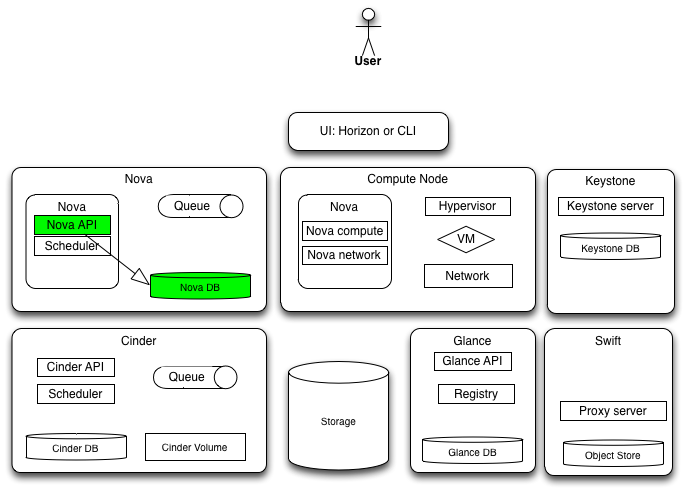 User
UI: Horizon or CLI
Nova
Nova
Nova API
Scheduler
Queue
Nova DB
Compute Node
Nova
Nova compute
Nova network
Hypervisor
VM
Network
Keystone
Keystone server
Keystone DB
Cinder
Cinder API
Scheduler
Queue
Cinder DB
Cinder Volume
Storage
Glance
Glance API
Registry
Glance DB
Swift
Proxy server
Object Store